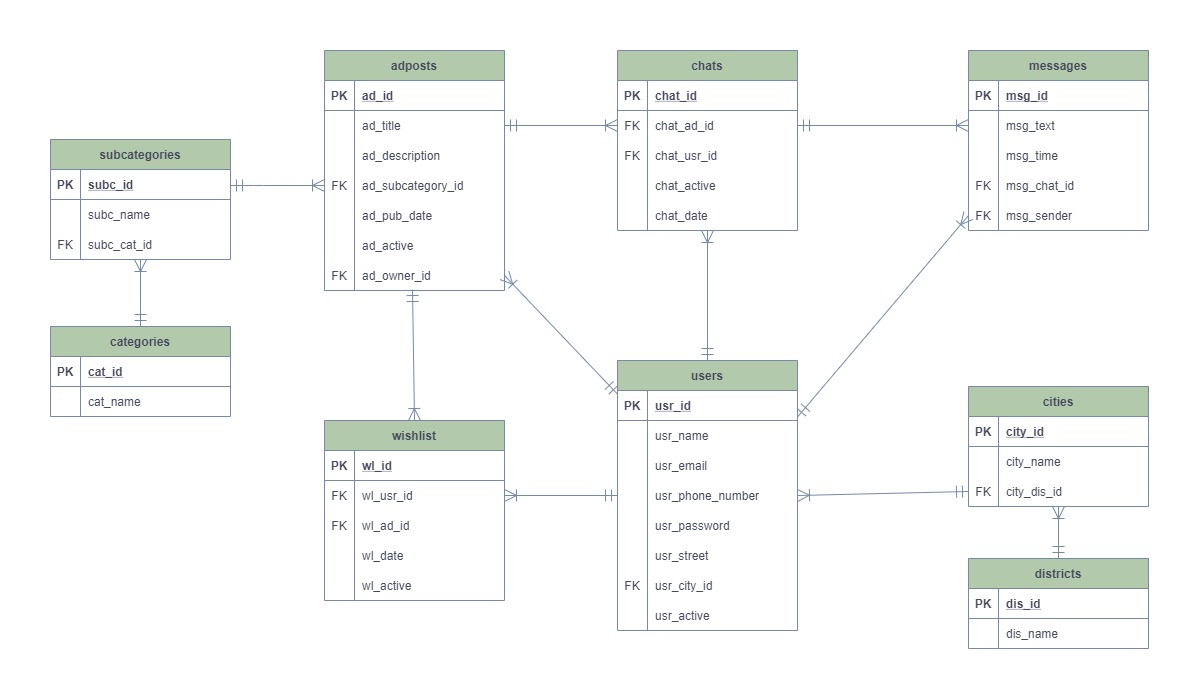 adposts
PK ad_id
ad_title
ad_description
FK ad_subcategory_id
ad_pub_date
ad_active
FK ad_owner_id
chats
PK chat_id
FK chat_ad_id
FK chat_usr_id
chat_active
chat_date
messages
PK msg_id
msg_text
msg_time
FK msg_chat_id
FK msg_sender
subcategories
PK subc_id
subc_name
FK subc_cat_id
categories
PK cat_id
cat_name
wishlist
PK wl_id
FK wl_usr_id
FK wl_ad_id
wl_date
wl_active
users
PK usr_id
usr_name
usr_email
usr_phone_number
usr_password
usr_street
FK usr_city_id
usr_active
cities
PK city_id
city_name
FK city_dis_id
districts
PK dis_id
dis_name